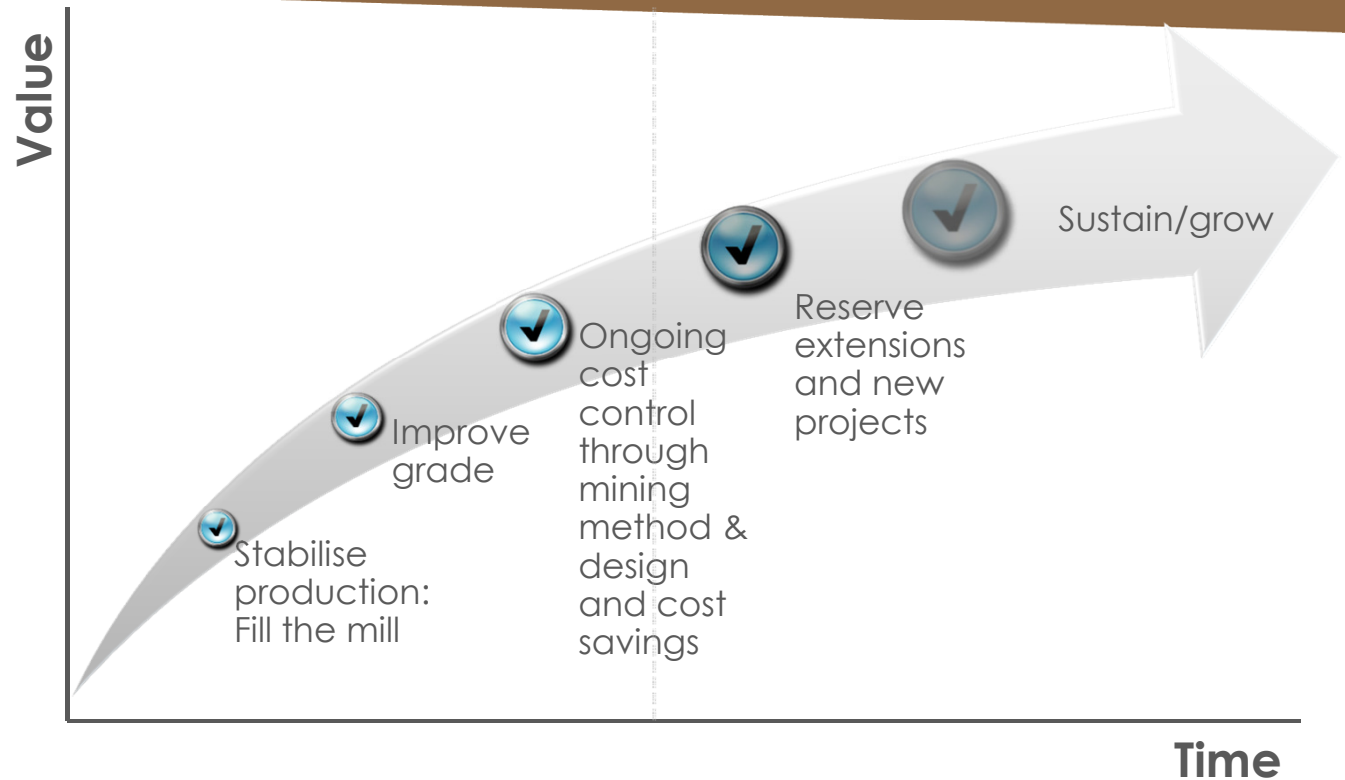 Value
Sustain/grow
Reserve
extensions
and new
projects
Ongoing
cost
control
through
mining
method &
design
and cost
savings
Improve
grade
Stabilise
production:
Fill the mill
Time